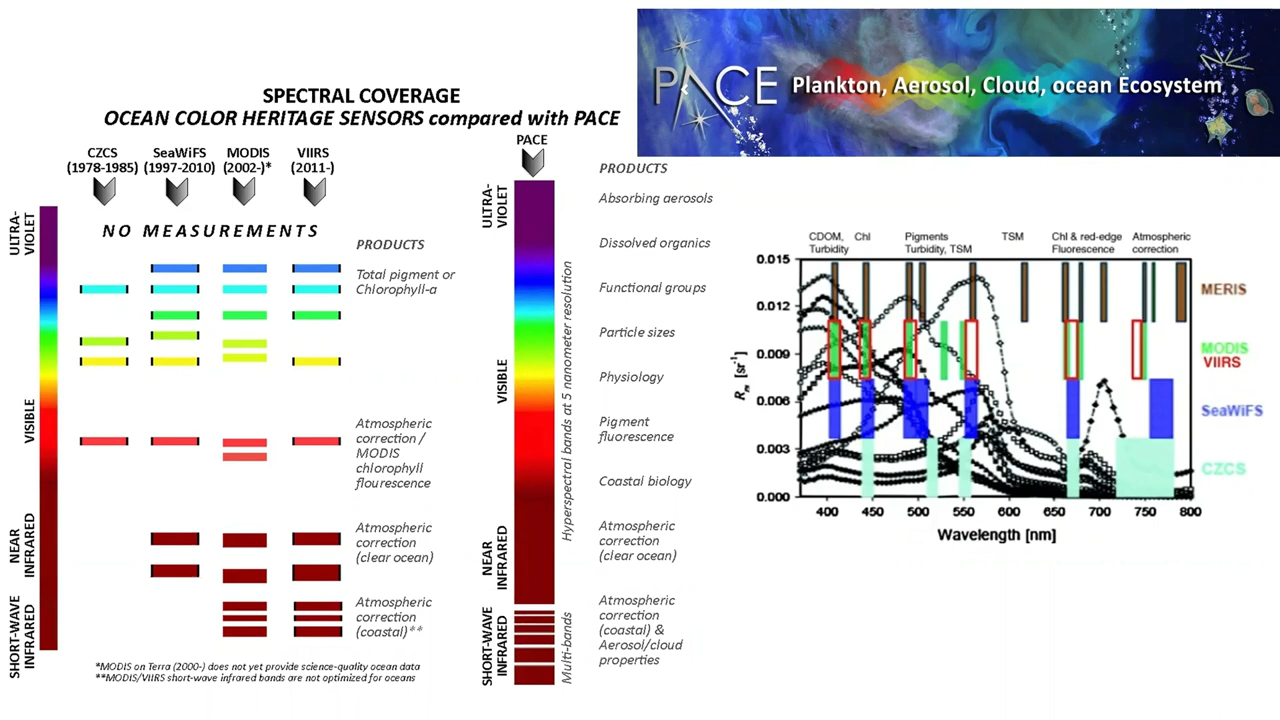 PACE Plankton, Aerosol, Cloud, ocean Ecosystem
SPECTRAL COVERAGE
OCEAN COLOR HERITAGE SENSORS compared with PACE
CZCS
(1978-1985)
SeaWiFS
(1997-2010)
MODIS
(2002-)*
VIIRS
(2011-)
ULTRA-
VIOLET
VISIBLE
NEAR
INFRARED
SHORT-WAVE
INFRARED
NO MEASUREMENTS
PRODUCTS
Total pigment or
Chlorophyll-a
Atmospheric
correction /
MODIS
chlorophyll
flourescence
Atmospheric
correction
(clear ocean)
Atmospheric
correction
(coastal)**
*MODIS on Terra (2000-) does not yet provide science-quality ocean data
**MODIS/VIIRS short-wave infrared bands are not optimized for oceans
PACE
ULTRA-
VIOLET
VISIBLE
NEAR
INFRARED
SHORT-WAVE
INFRARED
Hyperspectral bands at 5 nanometer resolution
Multi-bands
PRODUCTS
Absorbing aerosols
Dissolved organics
Functional groups
Particle sizes
Physiology
Pigment
fluorescence
Coastal biology
Atmospheric
correction
(clear ocean)
Atmospheric
correction
(coastal) &
Aerosol/cloud
properties
CDOM,
Turbidity
Chl
Pigments
Turbidity, TSM
TSM
Chl & red-edge
Fluorescence
Atmospheric
correction
0.015
0.012
0.009
0.006
0.003
0.000
[sr⁻¹]
400 450 500 550 600 650 700 750 800
Wavelength [nm]
MERIS
MODIS
VIIRS
SeaWiFS
CZCS